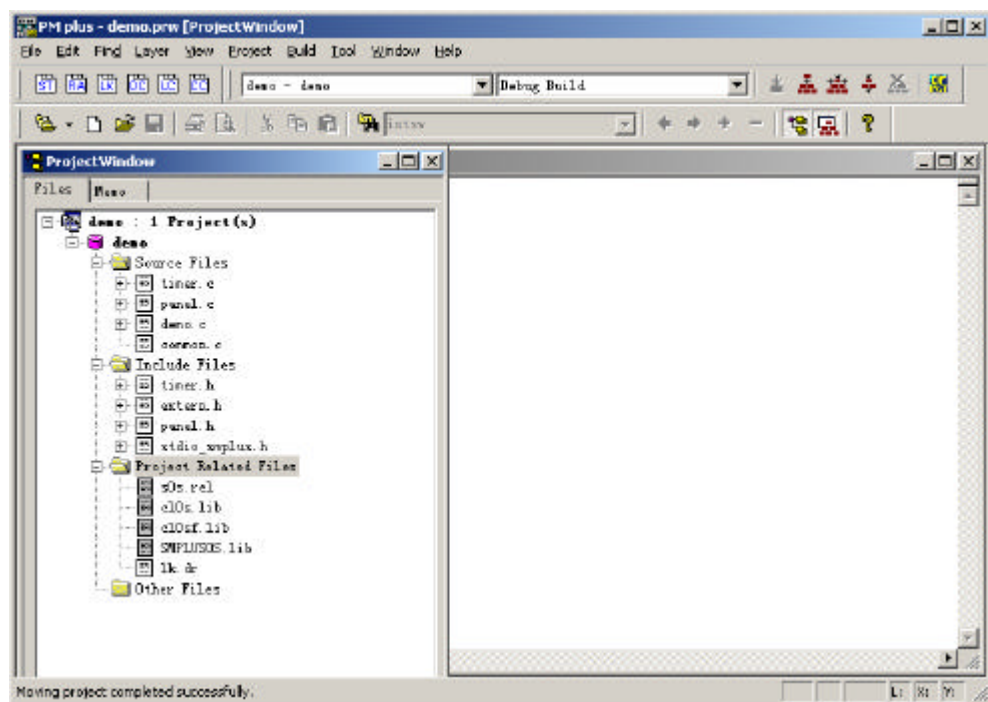 PM plus - demo.prw [ProjectWindow]
File Edit Find Layer View Project Build Tool Window Help
demo - demo
Debug Build
intsw
ProjectWindow
Files Memo
demo : 1 Project(s)
demo
Source Files
timer.c
panel.c
demo.c
common.c
Include Files
timer.h
extern.h
panel.h
Project Related Files
s0s.rel
cl0s.lib
cl0sf.lib
lk.dr
Other Files
Moving project completed successfully.
L: X: Y: